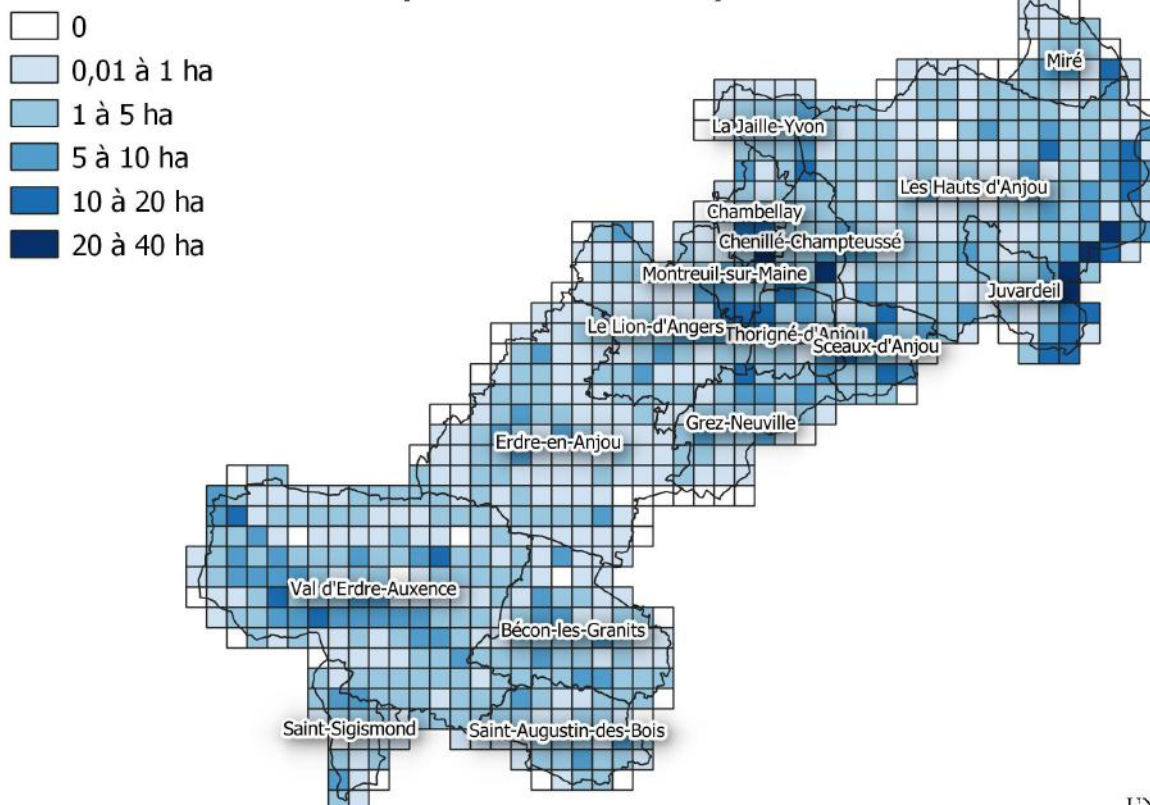 0
0,01 à 1 ha
1 à 5 ha
5 à 10 ha
10 à 20 ha
20 à 40 ha
Miré
La Jaille-Yvon
Les Hauts d'Anjou
Chambellay
Chenillé-Champteussé
Montreuil-sur-Maine
Juvardeil
Le Lion-d'Angers
Thorigné-d'Anjou
Sceaux-d'Anjou
Grez-Neuville
Erdre-en-Anjou
Val d'Erdre-Auxence
Bécon-les-Granits
Saint-Sigismond
Saint-Augustin-des-Bois